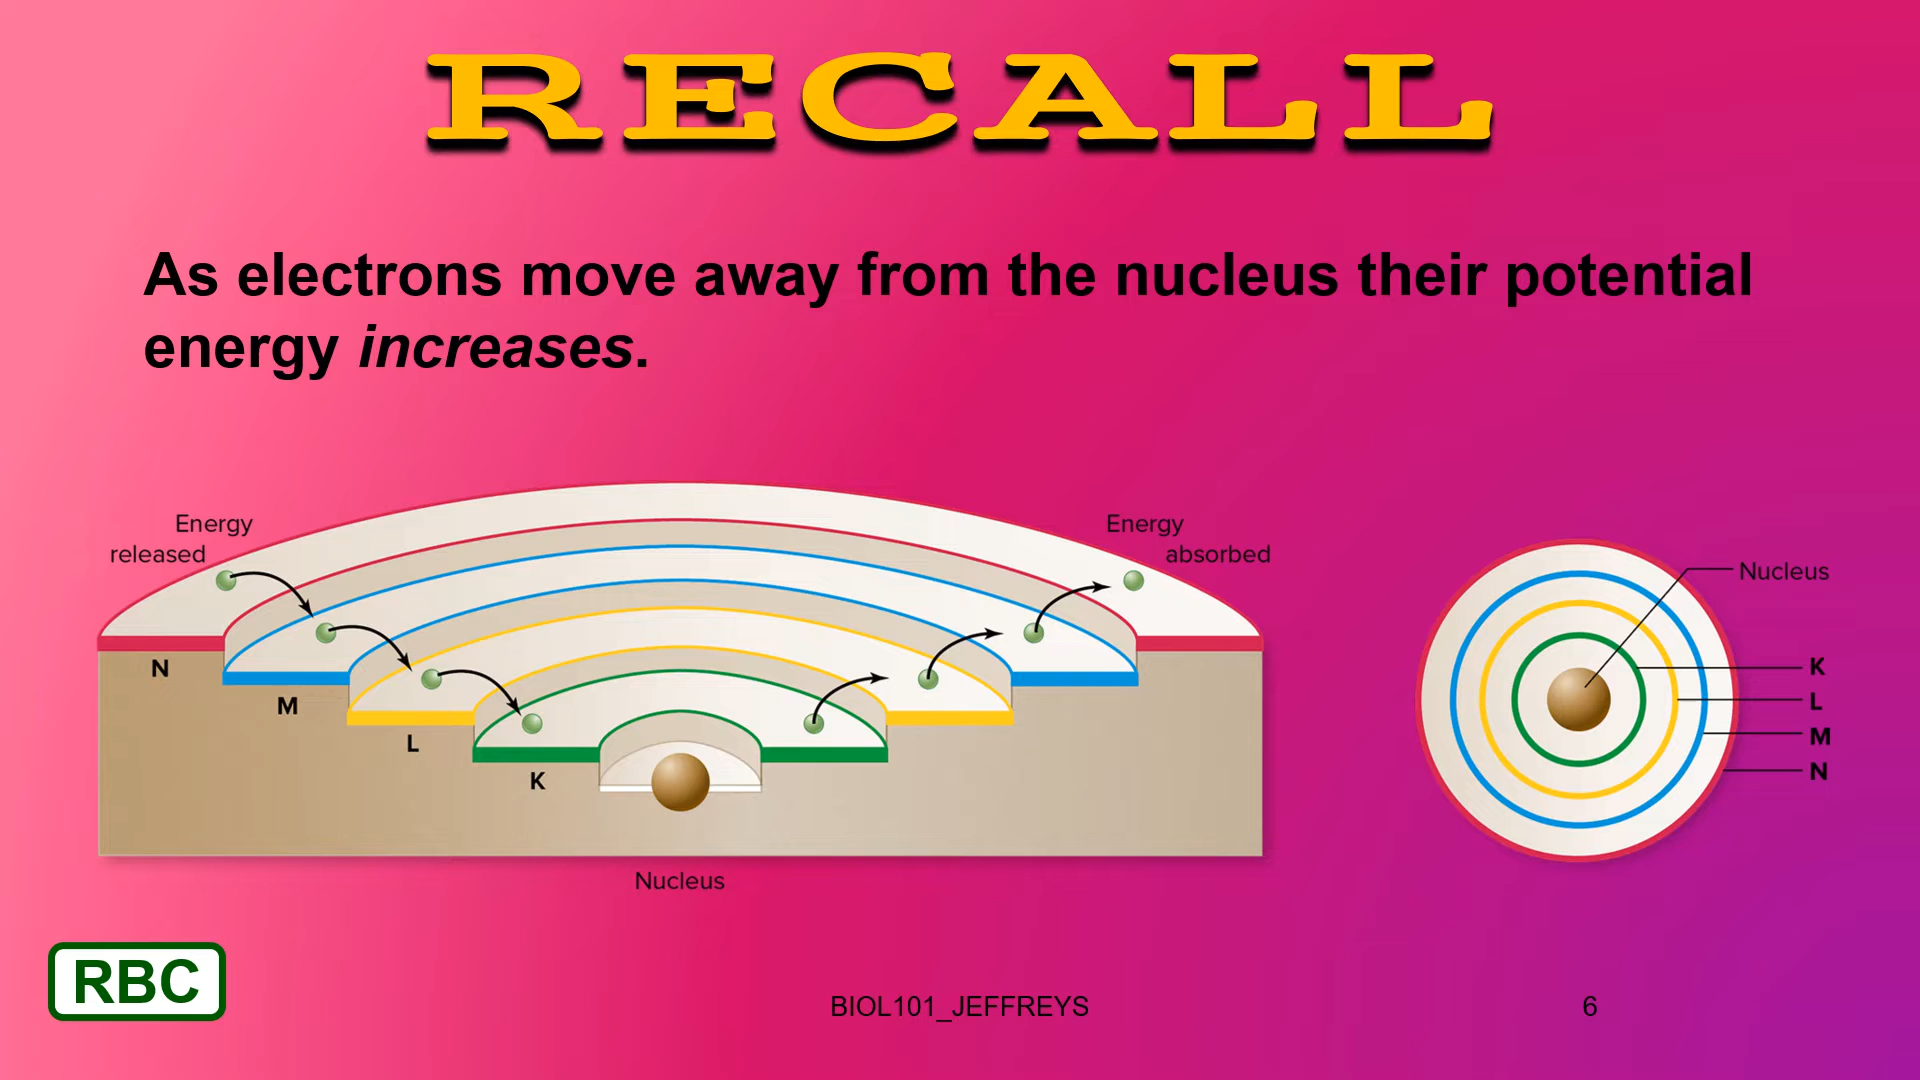 RECALL
As electrons move away from the nucleus their potential
energy increases.
Energy
released
Energy
absorbed
N
M
L
K
Nucleus
Nucleus
K
L
M
N
RBC
BIOL101_JEFFREYS
6